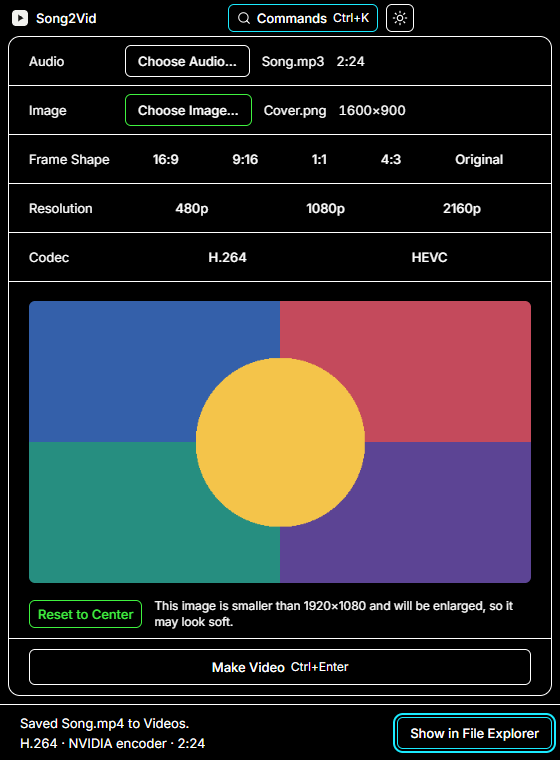 Song2Vid
Commands Ctrl+K
Audio Choose Audio... Song.mp3 2:24
Image Choose Image... Cover.png 1600×900
Frame Shape 16:9 9:16 1:1 4:3 Original
Resolution 480p 1080p 2160p
Codec H.264 HEVC
Reset to Center
This image is smaller than 1920×1080 and will be enlarged, so it
may look soft.
Make Video Ctrl+Enter
Saved Song.mp4 to Videos.
H.264 · NVIDIA encoder · 2:24
Show in File Explorer